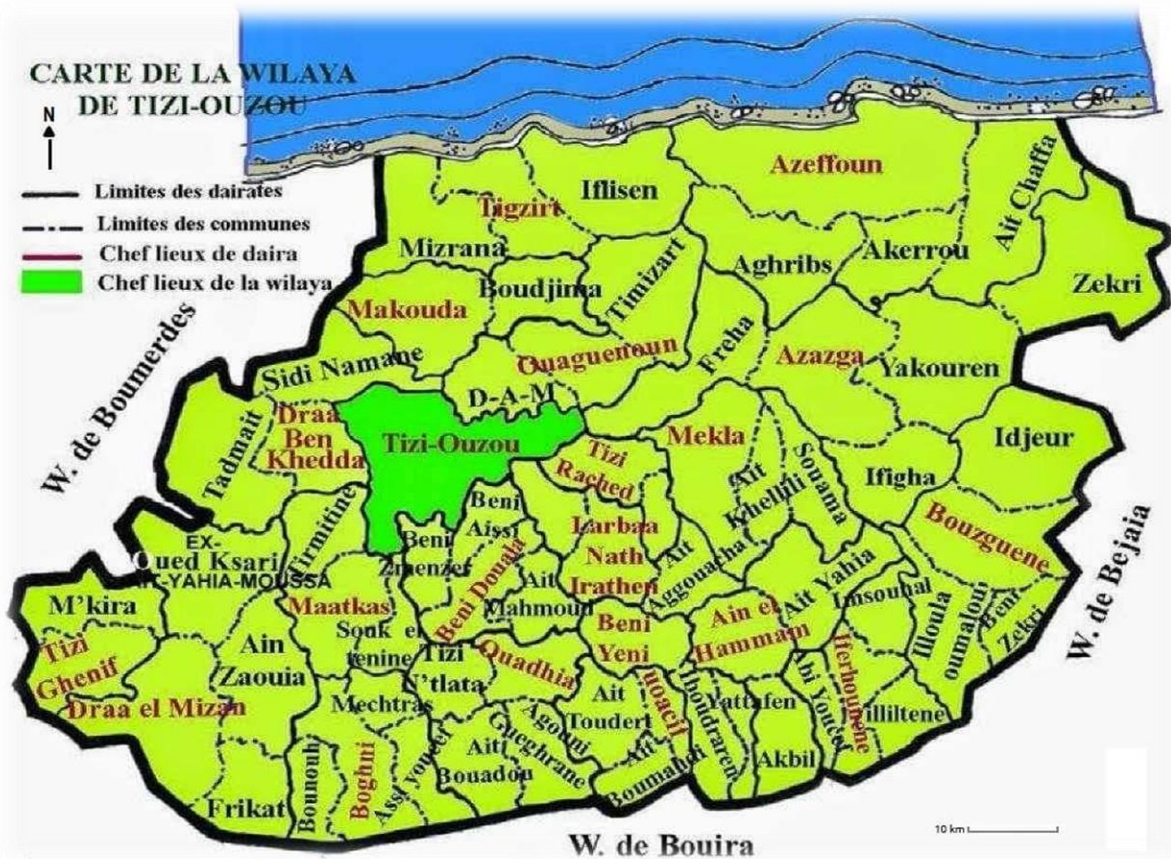 CARTE DE LA WILAYA
DE TIZI-OUZOU
N
Limites des dairates
Limites des communes
Chef lieux de daira
Chef lieux de la wilaya
W. de Boumerdes
Azeffoun
Iflisen
Tigzirt
Ait Chaffa
Mizrana
Aghribs
Akerrou
Zekri
Timizart
Boudjima
Makouda
Ouaguenoun
Freha
Azazga
Yakouren
Sidi Namane
D-A-M
Draa
Ben
Khedda
Tizi-Ouzou
Tadmait
Mekla
Idjeur
Tizi
Rached
Ifigha
Ait
Khellili
Souama
Bouzguene
Beni
Aissi
Tirmitine
Larbaa
Nath
Irathen
Beni
Zmenzer
EX-
Oued Ksari
AIT-YAHIA-MOUSSA
Beni Douala
Ait
Mahmoud
Ait
Aggouacha
Ait Yahia
Imsouhal
Illoula
oumalou
Beni
Zekri
W. de Bejaia
M'kira
Maatkas
Tizi
Ghenif
Ain
Zaouia
Souk el
tenine
Beni
Yeni
Ain el
Hammam
Iferhounene
Tizi
N'tlata
Quadhia
Draa el Mizan
Mechtras
Ait
Toudert
uoacif
Ihoudraren
Yattafen
Abi Youcef
illiltene
Akbil
Ait
Boumahdi
Agouni
Gueghrane
Ait
Bouadou
Assi youcef
Boghni
Bounouh
Frikat
W. de Bouira
10 km